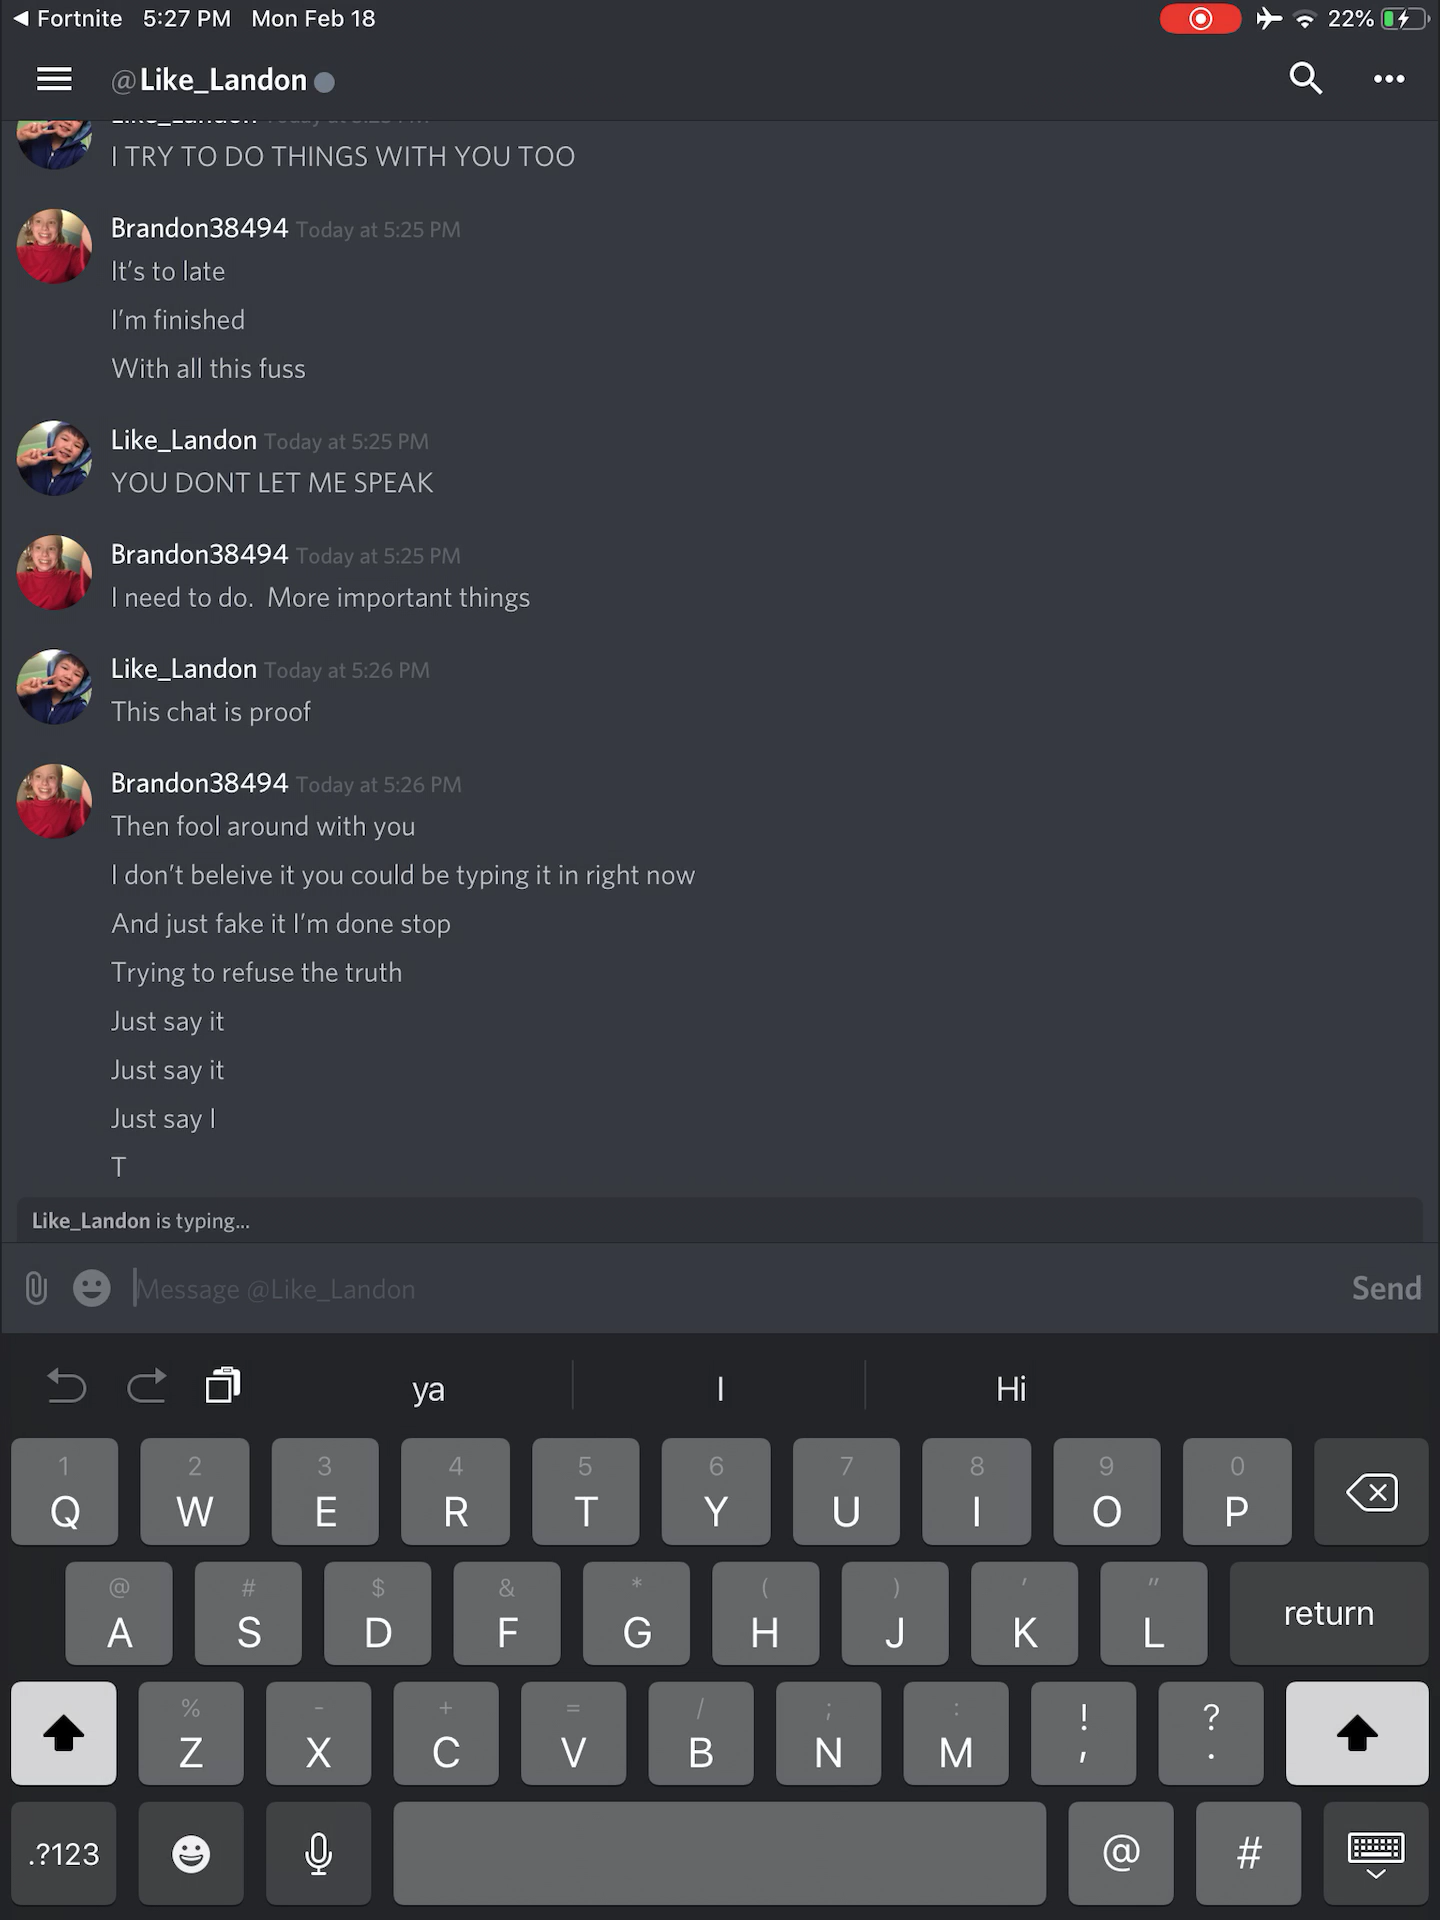 Fortnite 5:27 PM Mon Feb 18 22%
@Like_Landon
Like_Landon Today at 5:25 PM
I TRY TO DO THINGS WITH YOU TOO
Brandon38494 Today at 5:25 PM
It's to late
I'm finished
With all this fuss
Like_Landon Today at 5:25 PM
YOU DONT LET ME SPEAK
Brandon38494 Today at 5:25 PM
I need to do.  More important things
Like_Landon Today at 5:26 PM
This chat is proof
Brandon38494 Today at 5:26 PM
Then fool around with you
I don't beleive it you could be typing it in right now
And just fake it I'm done stop
Trying to refuse the truth
Just say it
Just say it
Just say I
T
Like_Landon is typing...
Message @Like_Landon Send
ya I Hi
1 2 3 4 5 6 7 8 9 0
Q W E R T Y U I O P
@ # $ & * ( ) ' "
A S D F G H J K L return
% - + = / ; : ! ?
Z X C V B N M , .
.?123 @ #